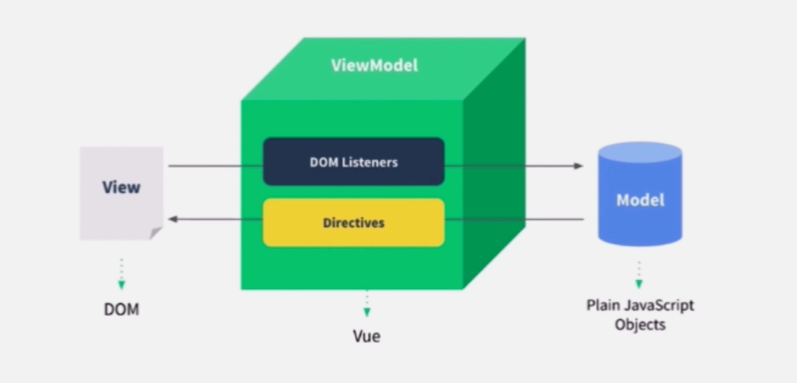 ViewModel
DOM Listeners
View
Model
Directives
DOM
Plain JavaScript
Objects
Vue